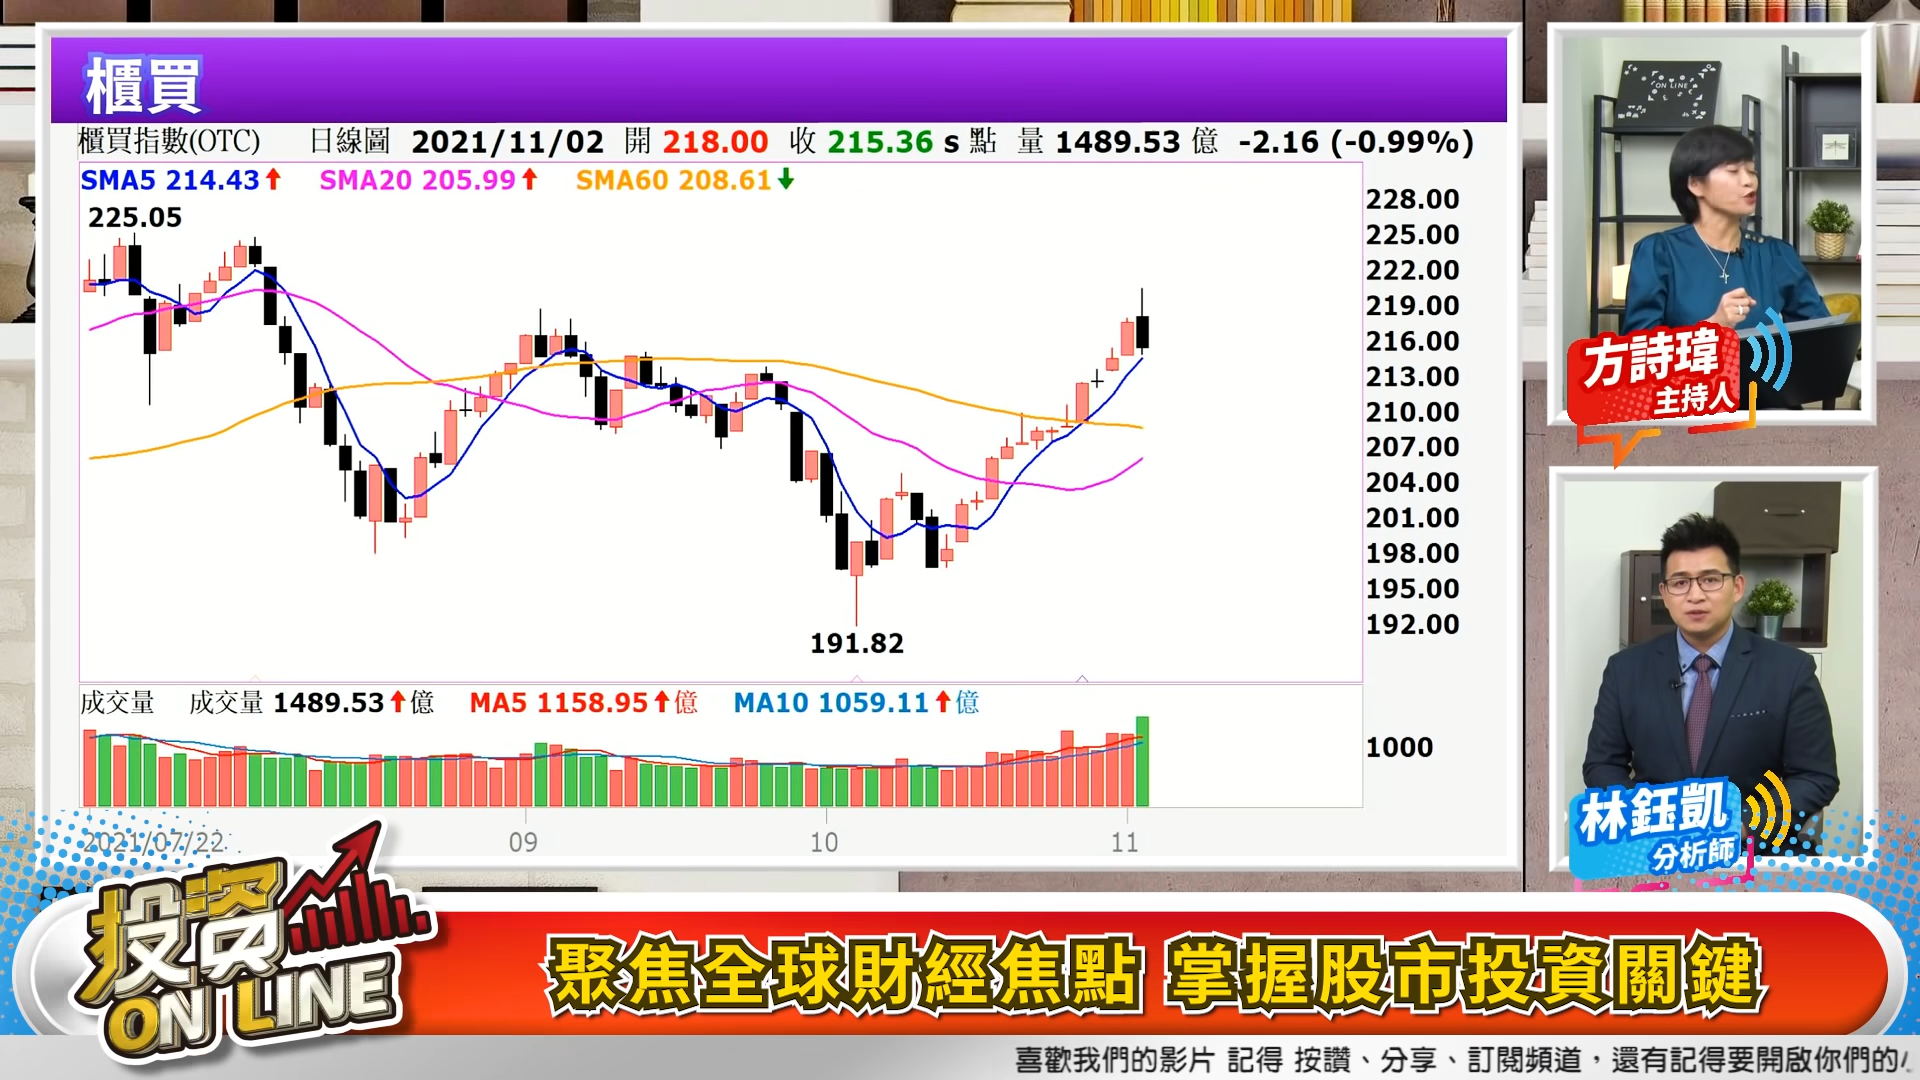 櫃買
櫃買指數(OTC) 日線圖 2021/11/02 開 218.00 收 215.36 s 點 量 1489.53 億 -2.16 (-0.99%)
SMA5 214.43↑ SMA20 205.99↑ SMA60 208.61↓
225.05
191.82
228.00
225.00
222.00
219.00
216.00
213.00
210.00
207.00
204.00
201.00
198.00
195.00
192.00
成交量 成交量 1489.53↑億 MA5 1158.95↑億 MA10 1059.11↑億
1000
2021/07/22 09 10 11
ON LINE
方詩瑋
主持人
林鈺凱
分析師
投資
ON LINE
聚焦全球財經焦點 掌握股市投資關鍵
喜歡我們的影片 記得 按讚、分享、訂閱頻道，還有記得要開啟你們的